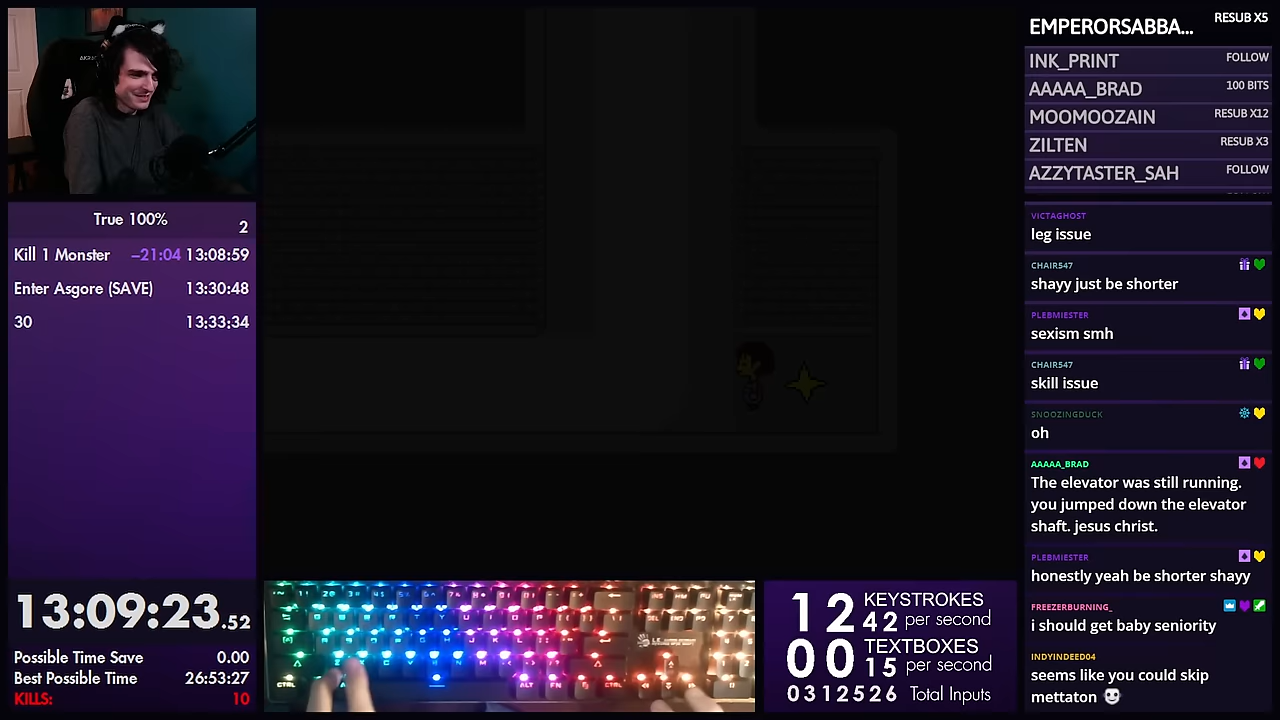 True 100%
2
Kill 1 Monster −21:04 13:08:59
Enter Asgore (SAVE) 13:30:48
30 13:33:34
13:09:23.52
Possible Time Save 0.00
Best Possible Time 26:53:27
KILLS: 10
12 KEYSTROKES
42 per second
00 TEXTBOXES
15 per second
0312526 Total Inputs
EMPERORSABBA... RESUB X5
INK_PRINT FOLLOW
AAAAA_BRAD 100 BITS
MOOMOOZAIN RESUB X12
ZILTEN RESUB X3
AZZYTASTER_SAH FOLLOW
VICTAGHOST
leg issue
CHAIR547
shayy just be shorter
PLEBMIESTER
sexism smh
CHAIR547
skill issue
SNOOZINGDUCK
oh
AAAAA_BRAD
The elevator was still running.
you jumped down the elevator
shaft. jesus christ.
PLEBMIESTER
honestly yeah be shorter shayy
FREEZERBURNING_
i should get baby seniority
INDYINDEED04
seems like you could skip
mettaton